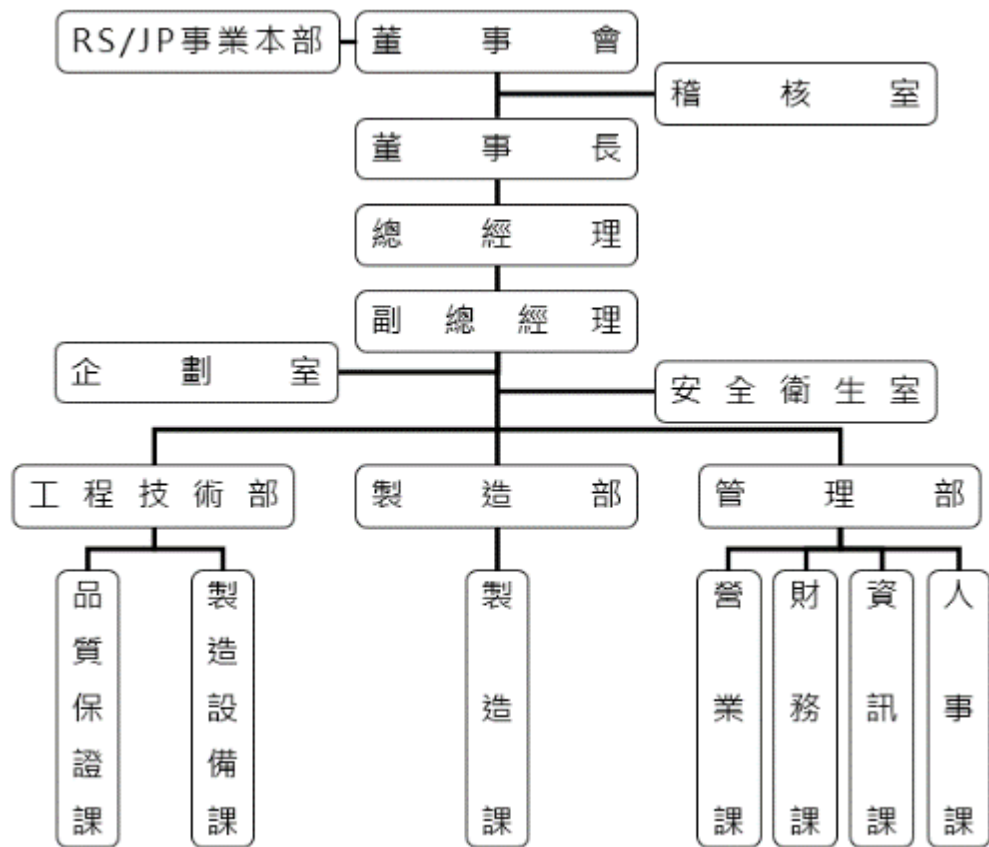 RS/JP事業本部
董事會
稽核室
董事長
總經理
副總經理
企劃室
安全衛生室
工程技術部
製造部
管理部
品質保證課
製造設備課
製造課
營業課
財務課
資訊課
人事課